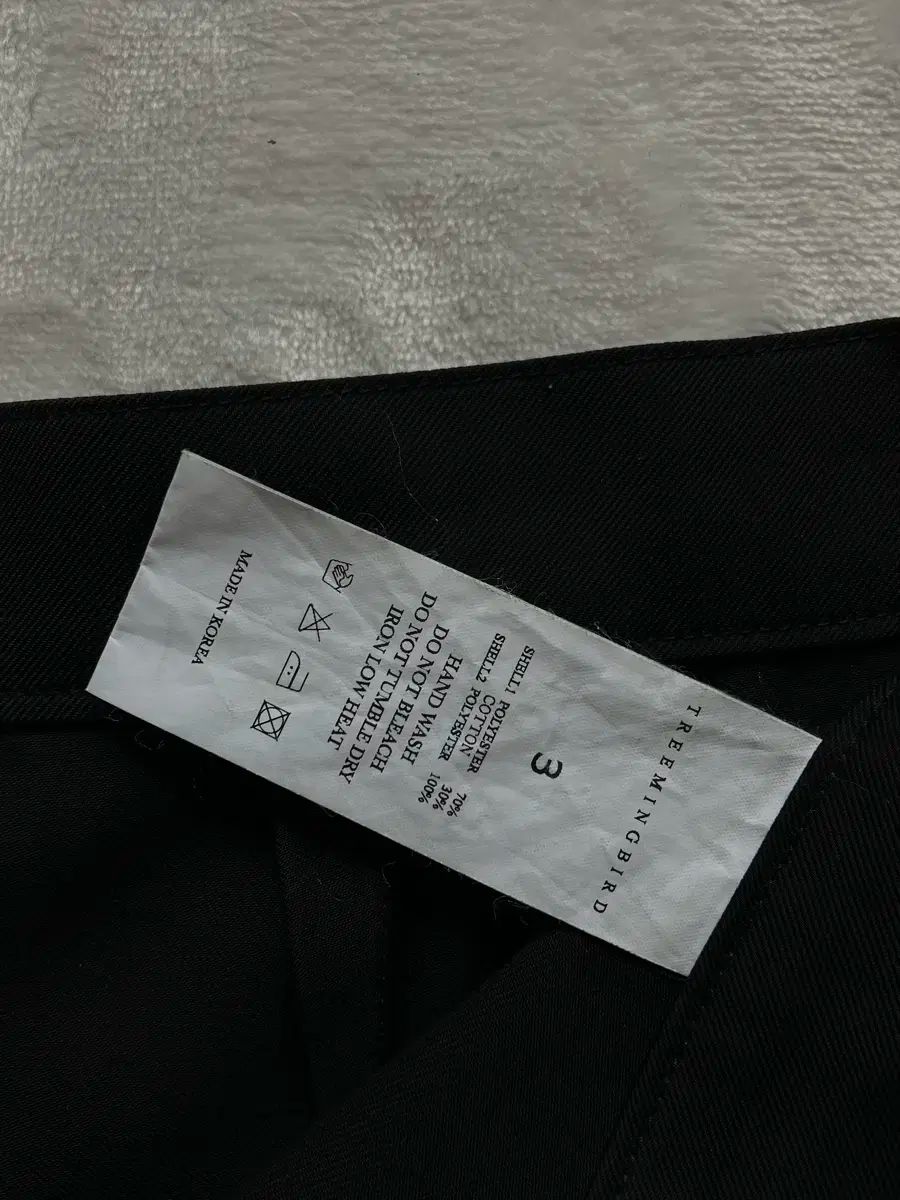 TREEMINGBIRD
3
SHELL1 POLYESTER 70%
COTTON 30%
SHELL2 POLYESTER 100%
HAND WASH
DO NOT BLEACH
DO NOT TUMBLE DRY
IRON LOW HEAT
MADE IN KOREA